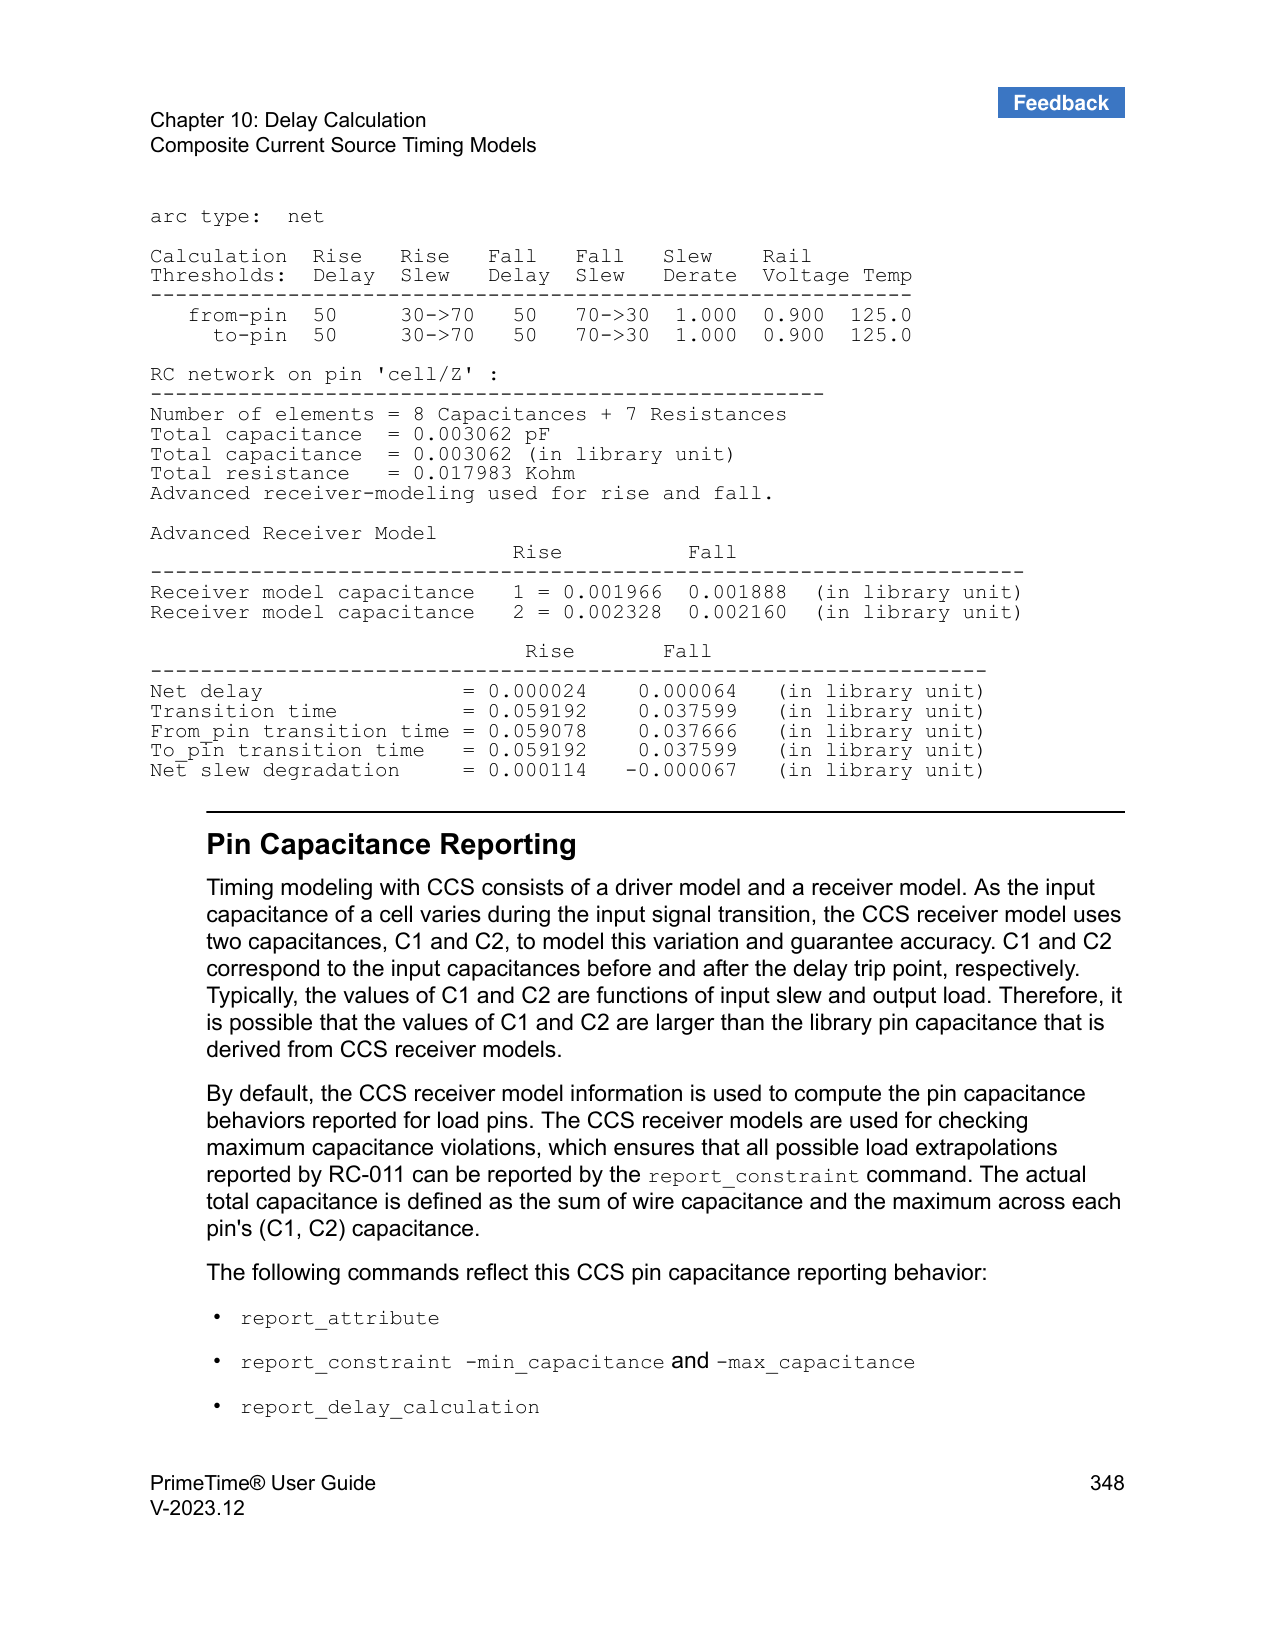 Feedback
Chapter 10: Delay Calculation
Composite Current Source Timing Models
arc type:  net
Calculation  Rise   Rise   Fall   Fall   Slew    Rail
Thresholds:  Delay  Slew   Delay  Slew   Derate  Voltage Temp
-------------------------------------------------------------
   from-pin  50     30->70   50   70->30  1.000  0.900  125.0
     to-pin  50     30->70   50   70->30  1.000  0.900  125.0
RC network on pin 'cell/Z' :
------------------------------------------------------
Number of elements = 8 Capacitances + 7 Resistances
Total capacitance  = 0.003062 pF
Total capacitance  = 0.003062 (in library unit)
Total resistance   = 0.017983 Kohm
Advanced receiver-modeling used for rise and fall.
Advanced Receiver Model
                             Rise          Fall
----------------------------------------------------------------------
Receiver model capacitance   1 = 0.001966  0.001888  (in library unit)
Receiver model capacitance   2 = 0.002328  0.002160  (in library unit)
                              Rise       Fall
-------------------------------------------------------------------
Net delay                = 0.000024    0.000064   (in library unit)
Transition time          = 0.059192    0.037599   (in library unit)
From_pin transition time = 0.059078    0.037666   (in library unit)
To_pin transition time   = 0.059192    0.037599   (in library unit)
Net slew degradation     = 0.000114   -0.000067   (in library unit)
Pin Capacitance Reporting
Timing modeling with CCS consists of a driver model and a receiver model. As the input
capacitance of a cell varies during the input signal transition, the CCS receiver model uses
two capacitances, C1 and C2, to model this variation and guarantee accuracy. C1 and C2
correspond to the input capacitances before and after the delay trip point, respectively.
Typically, the values of C1 and C2 are functions of input slew and output load. Therefore, it
is possible that the values of C1 and C2 are larger than the library pin capacitance that is
derived from CCS receiver models.
By default, the CCS receiver model information is used to compute the pin capacitance
behaviors reported for load pins. The CCS receiver models are used for checking
maximum capacitance violations, which ensures that all possible load extrapolations
reported by RC-011 can be reported by the report_constraint command. The actual
total capacitance is defined as the sum of wire capacitance and the maximum across each
pin's (C1, C2) capacitance.
The following commands reflect this CCS pin capacitance reporting behavior:
• report_attribute
• report_constraint -min_capacitance and -max_capacitance
• report_delay_calculation
PrimeTime® User Guide 348
V-2023.12